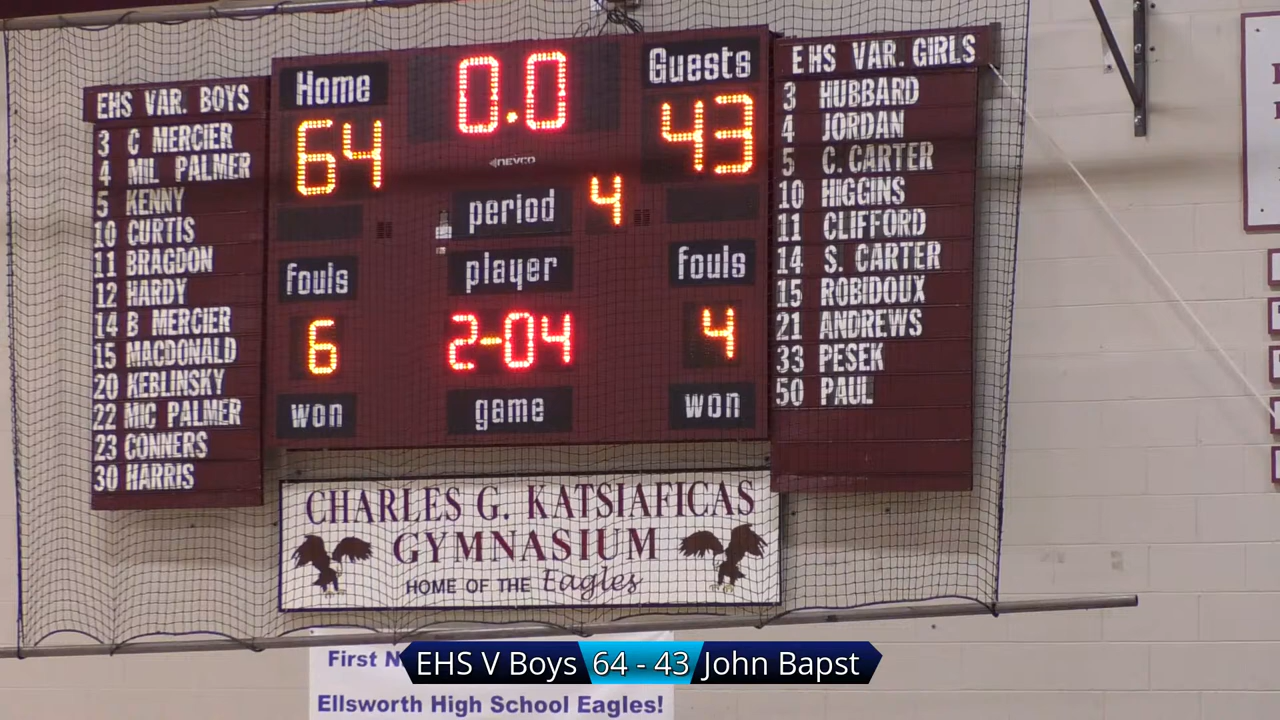 EHS VAR. BOYS
3 C MERCIER
4 MIL PALMER
5 KENNY
10 CURTIS
11 BRAGDON
12 HARDY
14 B MERCIER
15 MACDONALD
20 KEBLINSKY
22 MIC PALMER
23 CONNERS
30 HARRIS
Home
0.0
Guests
64
43
NEVCO
period
4
fouls
player
fouls
6
2-04
4
won
game
won
EHS VAR. GIRLS
3 HUBBARD
4 JORDAN
5 C. CARTER
10 HIGGINS
11 CLIFFORD
14 S. CARTER
15 ROBIDOUX
21 ANDREWS
33 PESEK
50 PAUL
CHARLES G. KATSIAFICAS
GYMNASIUM
HOME OF THE Eagles
First
EHS V Boys 64 - 43 John Bapst
Ellsworth High School Eagles!